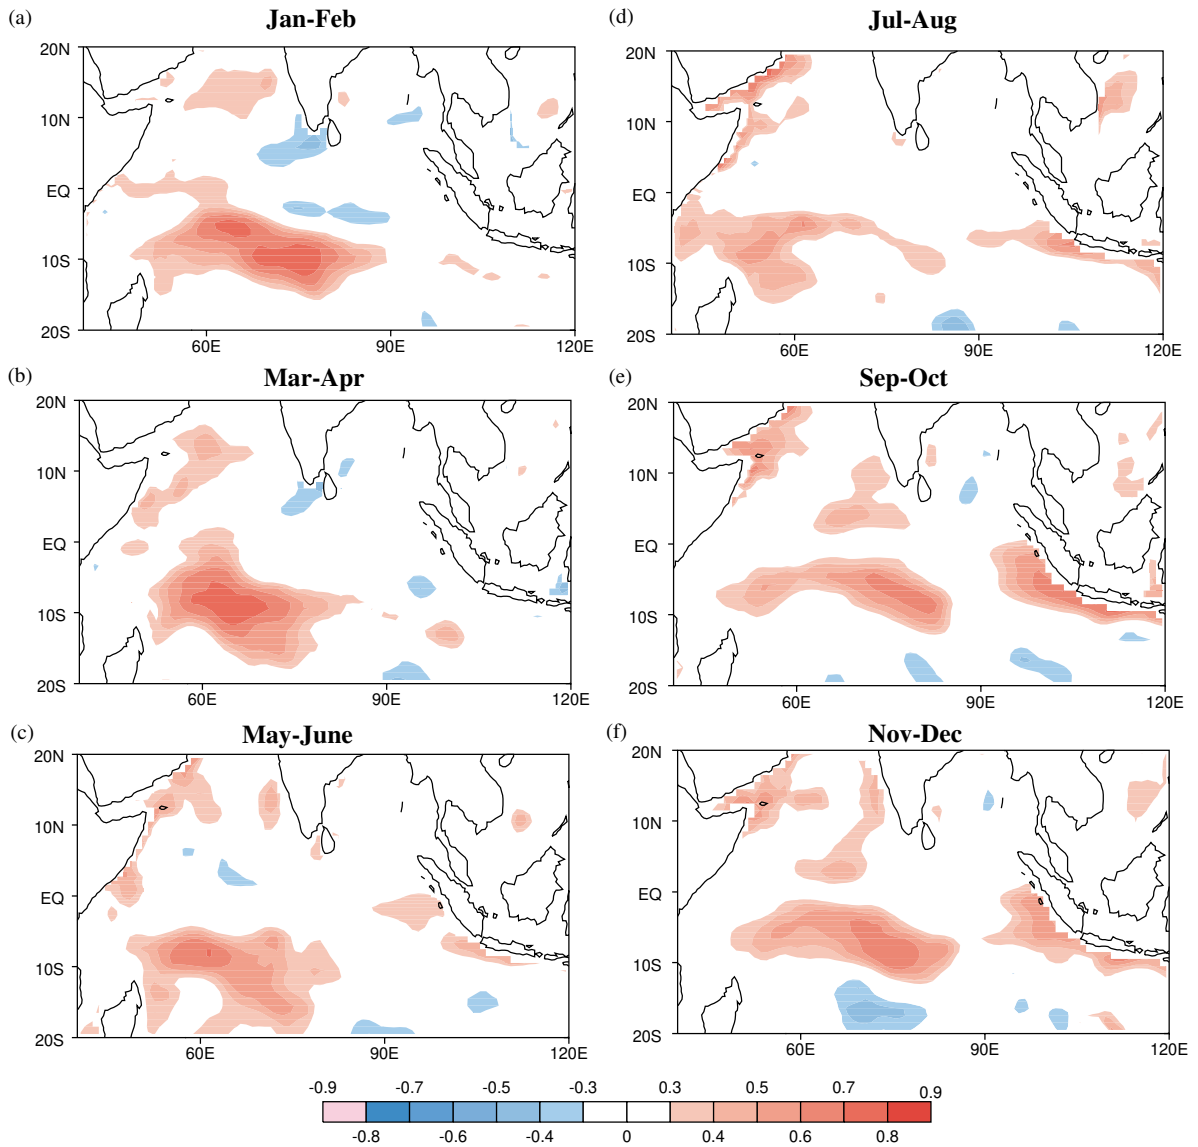 (a) Jan-Feb
20N
10N
EQ
10S
20S
60E 90E 120E
(d) Jul-Aug
20N
10N
EQ
10S
20S
60E 90E 120E
(b) Mar-Apr
20N
10N
EQ
10S
20S
60E 90E 120E
(e) Sep-Oct
20N
10N
EQ
10S
20S
60E 90E 120E
(c) May-June
20N
10N
EQ
10S
20S
60E 90E 120E
(f) Nov-Dec
20N
10N
EQ
10S
20S
60E 90E 120E
-0.9 -0.7 -0.5 -0.3 0.3 0.5 0.7 0.9
-0.8 -0.6 -0.4 0 0.4 0.6 0.8